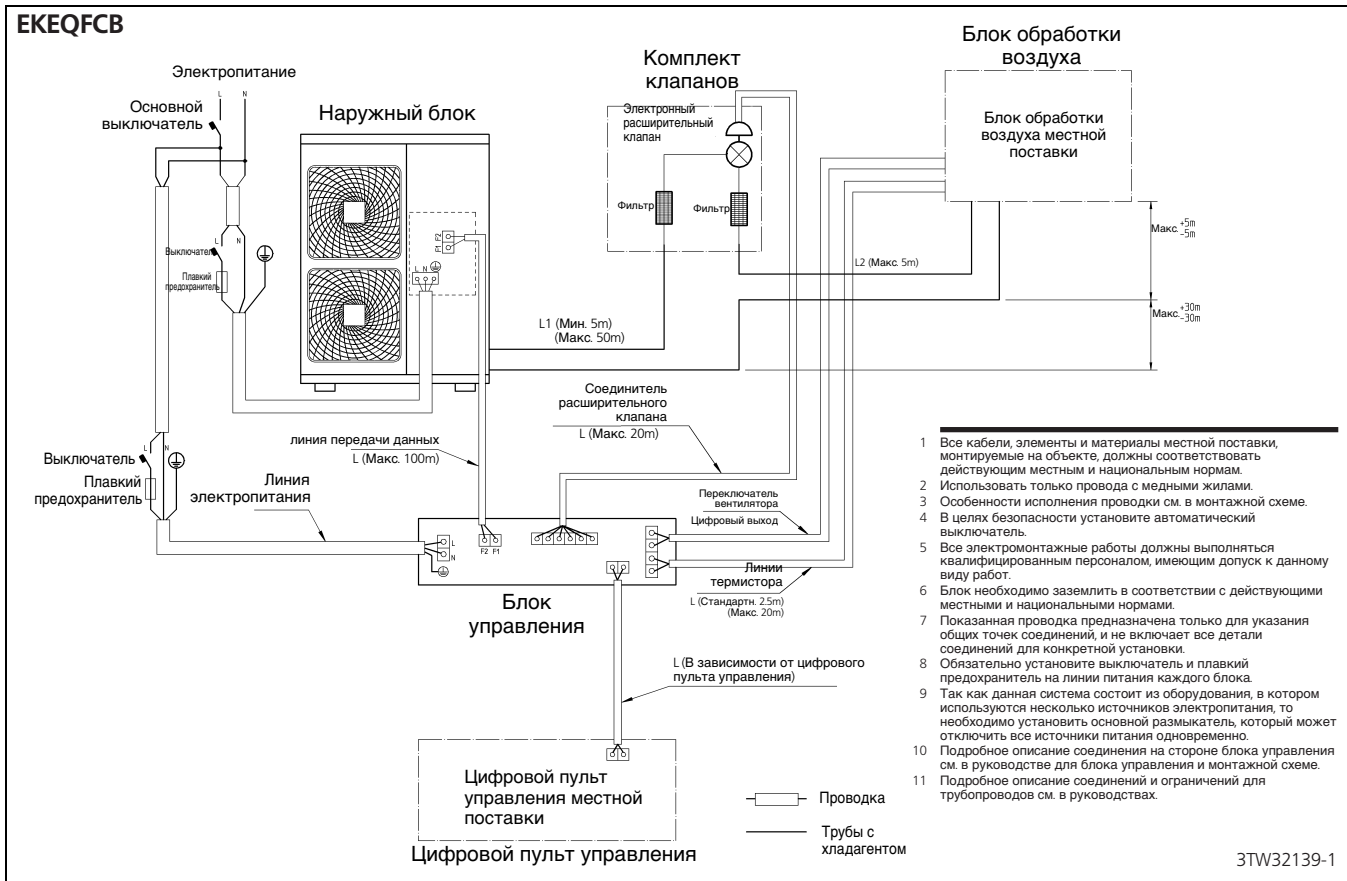 EKEQFCB
Электропитание
L N
Основной
выключатель
Наружный блок
Комплект
клапанов
Электронный
расширительный
клапан
Фильтр
Фильтр
Блок обработки
воздуха
Блок обработки
воздуха местной
поставки
Макс. +5m
-5m
L2 (Макс. 5m)
Макс. +30m
-30m
L N
Выключатель
Плавкий
предохранитель
F1 F2
L N
L1 (Мин. 5m)
(Макс. 50m)
Соединитель
расширительного
клапана
L (Макс. 20m)
линия передачи данных
L (Макс. 100m)
L N
Выключатель
Плавкий
предохранитель
Линия
электропитания
Переключатель
вентилятора
Цифровый выход
L
N
F2 F1
Линии
термистора
L (Стандартн. 2.5m)
(Макс. 20m)
Блок
управления
L (В зависимости от цифрового
пульта управления)
Цифровой пульт
управления местной
поставки
Цифровой пульт управления
Проводка
Трубы с
хладагентом
1 Все кабели, элементы и материалы местной поставки,
монтируемые на объекте, должны соответствовать
действующим местным и национальным нормам.
2 Использовать только провода с медными жилами.
3 Особенности исполнения проводки см. в монтажной схеме.
4 В целях безопасности установите автоматический
выключатель.
5 Все электромонтажные работы должны выполняться
квалифицированным персоналом, имеющим допуск к данному
виду работ.
6 Блок необходимо заземлить в соответствии с действующими
местными и национальными нормами.
7 Показанная проводка предназначена только для указания
общих точек соединений, и не включает все детали
соединений для конкретной установки.
8 Обязательно установите выключатель и плавкий
предохранитель на линии питания каждого блока.
9 Так как данная система состоит из оборудования, в котором
используются несколько источников электропитания, то
необходимо установить основной размыкатель, который может
отключить все источники питания одновременно.
10 Подробное описание соединения на стороне блока управления
см. в руководстве для блока управления и монтажной схеме.
11 Подробное описание соединений и ограничений для
трубопроводов см. в руководствах.
3TW32139-1